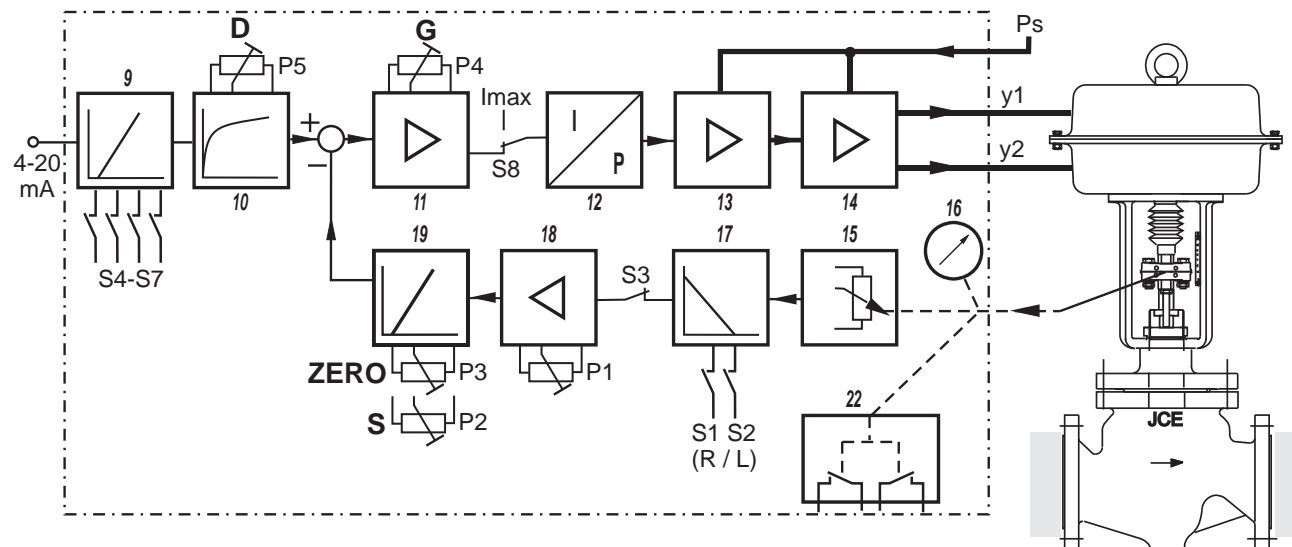 D
G
Ps
P5
P4
9
Imax
y1
I
P
4-20
mA
S8
y2
10
11
12
13
14
16
19
18
17
15
S4-S7
S3
ZERO
P3
P1
S
P2
22
S1 S2
(R / L)
JCE